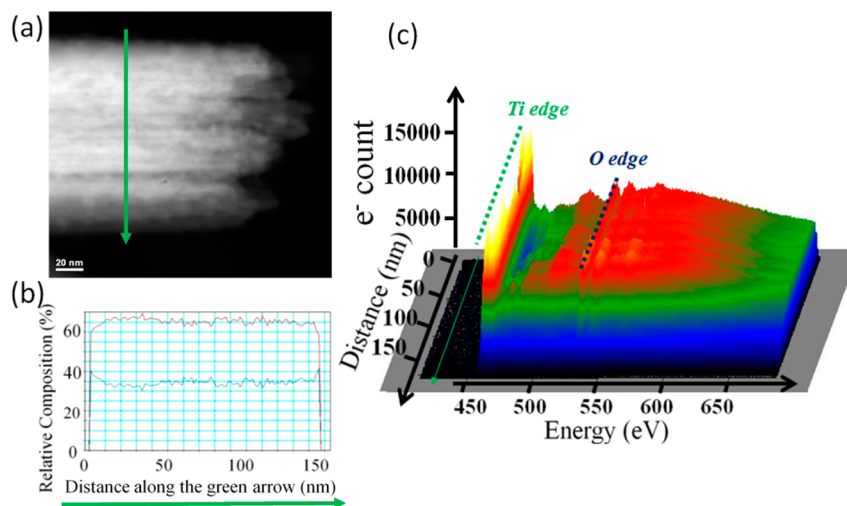 (a)
20 nm
(b)
Relative Composition (%)
60
40
20
0
0 50 100 150
Distance along the green arrow (nm)
(c)
Ti edge
O edge
e⁻ count
15000
10000
5000
0
50
100
150
Distance (nm)
450 500 550 600 650
Energy (eV)